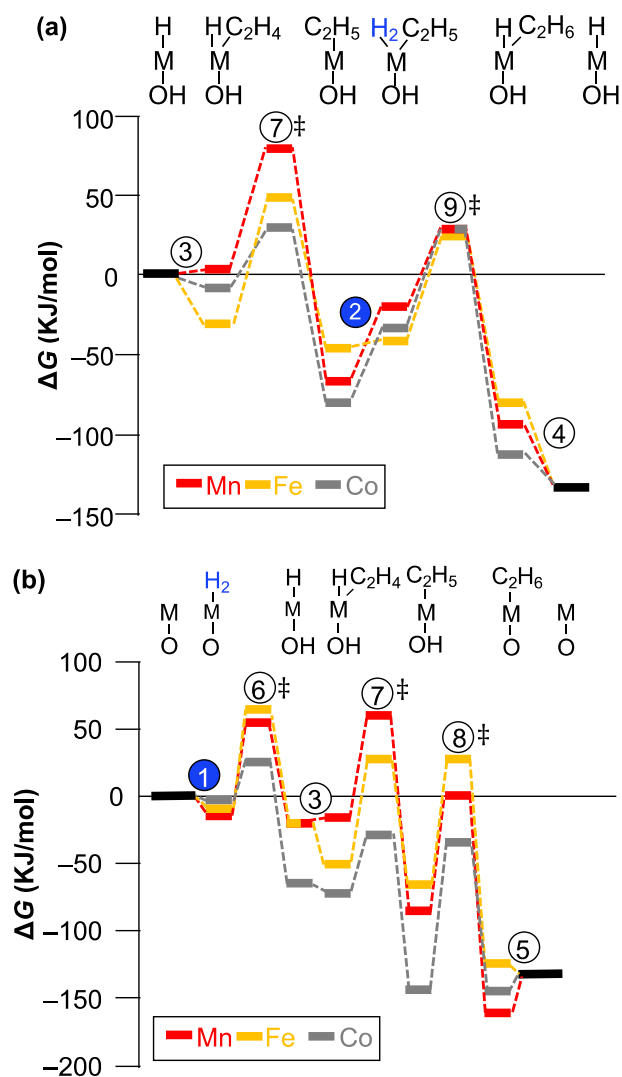 (a)
H H C₂H₅ H₂ C₂H₅ H C₂H₆ H
M M C₂H₄ M M M M
OH OH OH OH OH OH
100
7 ‡
50
9 ‡
3
0
2
−50
−100
4
−150
ΔG (KJ/mol)
Mn Fe Co
(b)
H₂ H H C₂H₄ C₂H₅ C₂H₆
M M M M M M M
O O OH OH OH O O
100
6 ‡
7 ‡
50
8 ‡
1
3
0
−50
−100
5
−150
−200
ΔG (KJ/mol)
Mn Fe Co